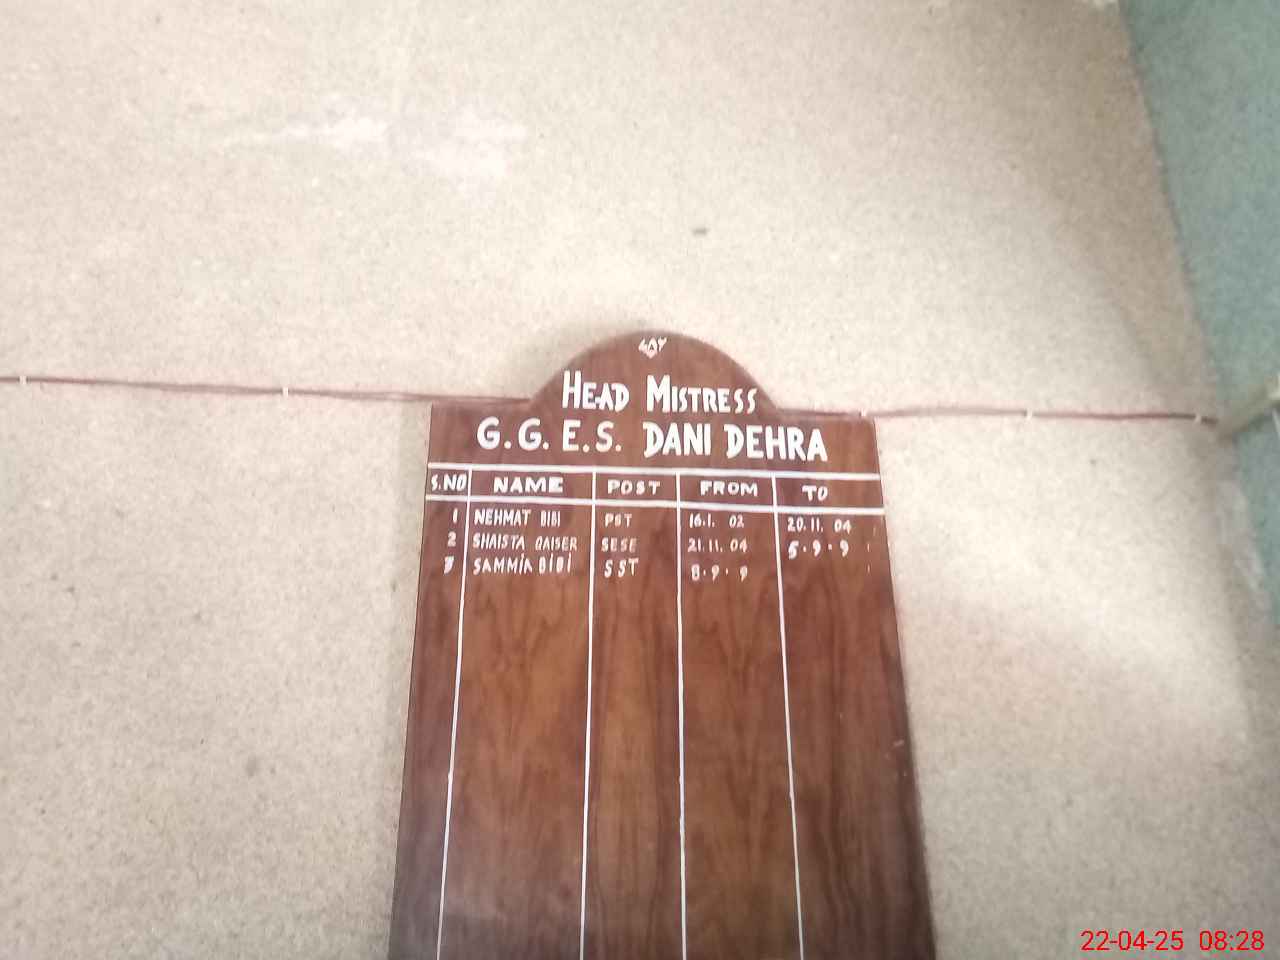 ۷۸۶
HEAD MISTRESS
G.G.E.S. DANI DEHRA
S.NO NAME POST FROM TO
1 NEHMAT BIBI PST 16.1. 02 20.11. 04
2 SHAISTA QAISER SESE 21.11. 04 5.9.9
3 SAMMIA BIBI SST 8.9.9
22-04-25 08:28